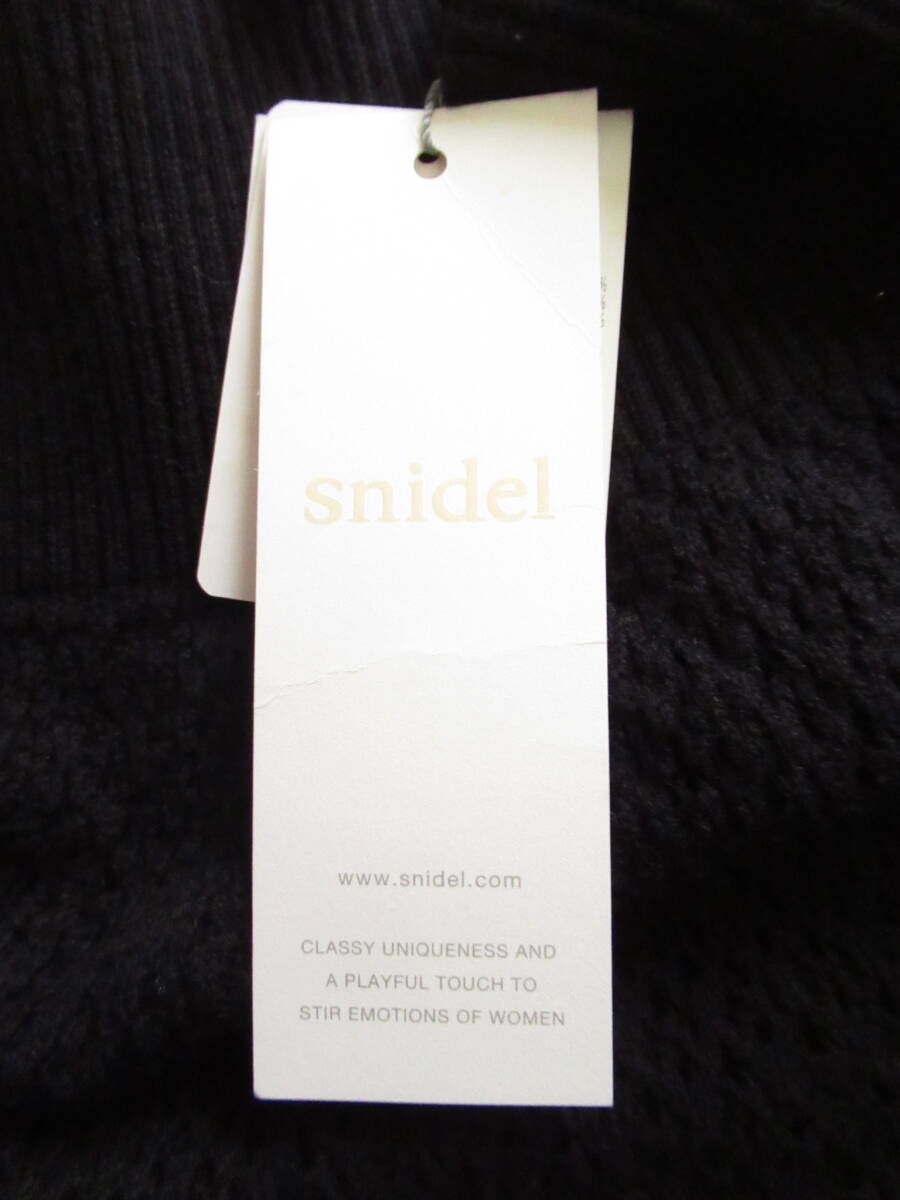 snidel
www.snidel.com
CLASSY UNIQUENESS AND
A PLAYFUL TOUCH TO
STIR EMOTIONS OF WOMEN